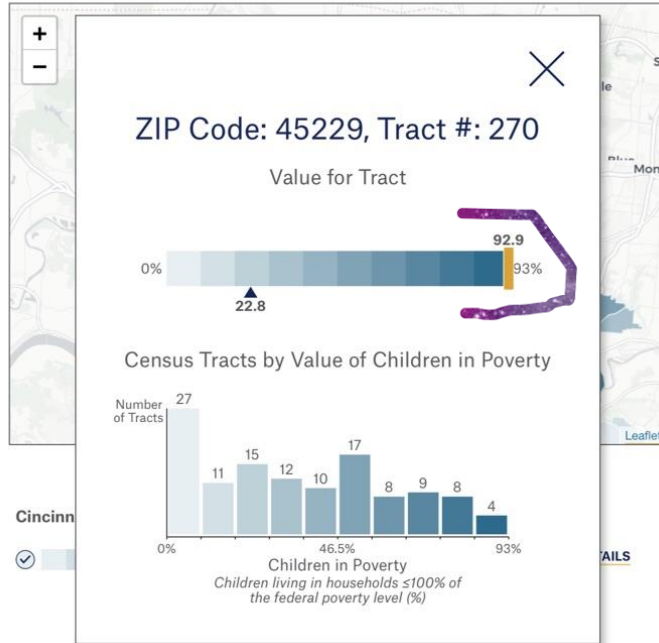 +
−
ZIP Code: 45229, Tract #: 270
Value for Tract
92.9
0%
93%
22.8
Census Tracts by Value of Children in Poverty
Number
of Tracts
27
11
15
12
10
17
8
9
8
4
0%
46.5%
93%
Children in Poverty
Children living in households ≤100% of
the federal poverty level (%)
le
Mon
Leaflet
Cincinn
AILS